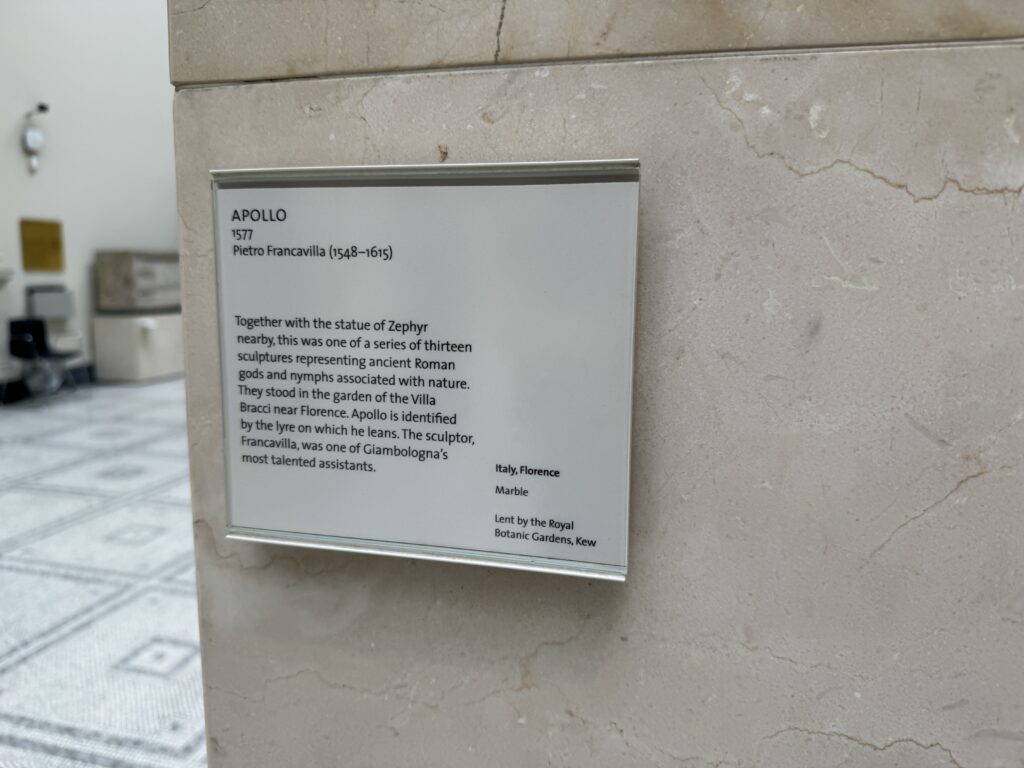 APOLLO
1577
Pietro Francavilla (1548–1615)
Together with the statue of Zephyr
nearby, this was one of a series of thirteen
sculptures representing ancient Roman
gods and nymphs associated with nature.
They stood in the garden of the Villa
Bracci near Florence. Apollo is identified
by the lyre on which he leans. The sculptor,
Francavilla, was one of Giambologna's
most talented assistants.
Italy, Florence
Marble
Lent by the Royal
Botanic Gardens, Kew